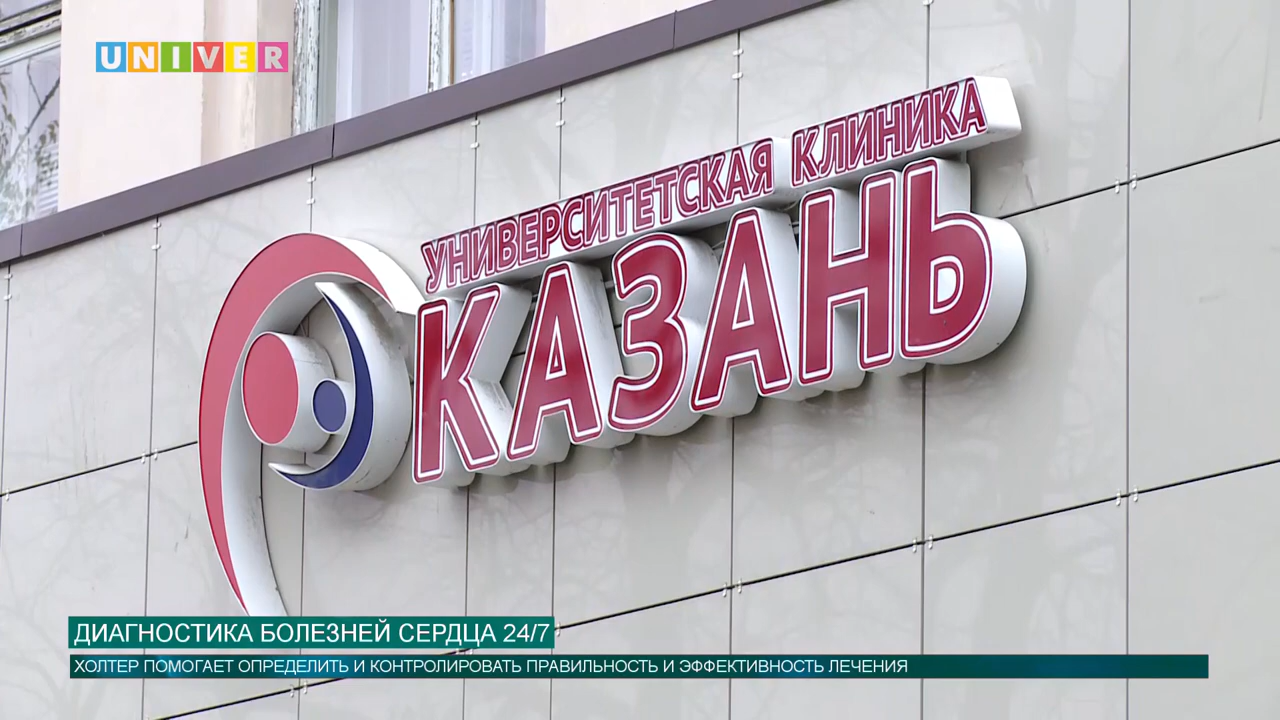 UNIVER
УНИВЕРСИТЕТСКАЯ КЛИНИКА
КАЗАНЬ
ДИАГНОСТИКА БОЛЕЗНЕЙ СЕРДЦА 24/7
ХОЛТЕР ПОМОГАЕТ ОПРЕДЕЛИТЬ И КОНТРОЛИРОВАТЬ ПРАВИЛЬНОСТЬ И ЭФФЕКТИВНОСТЬ ЛЕЧЕНИЯ